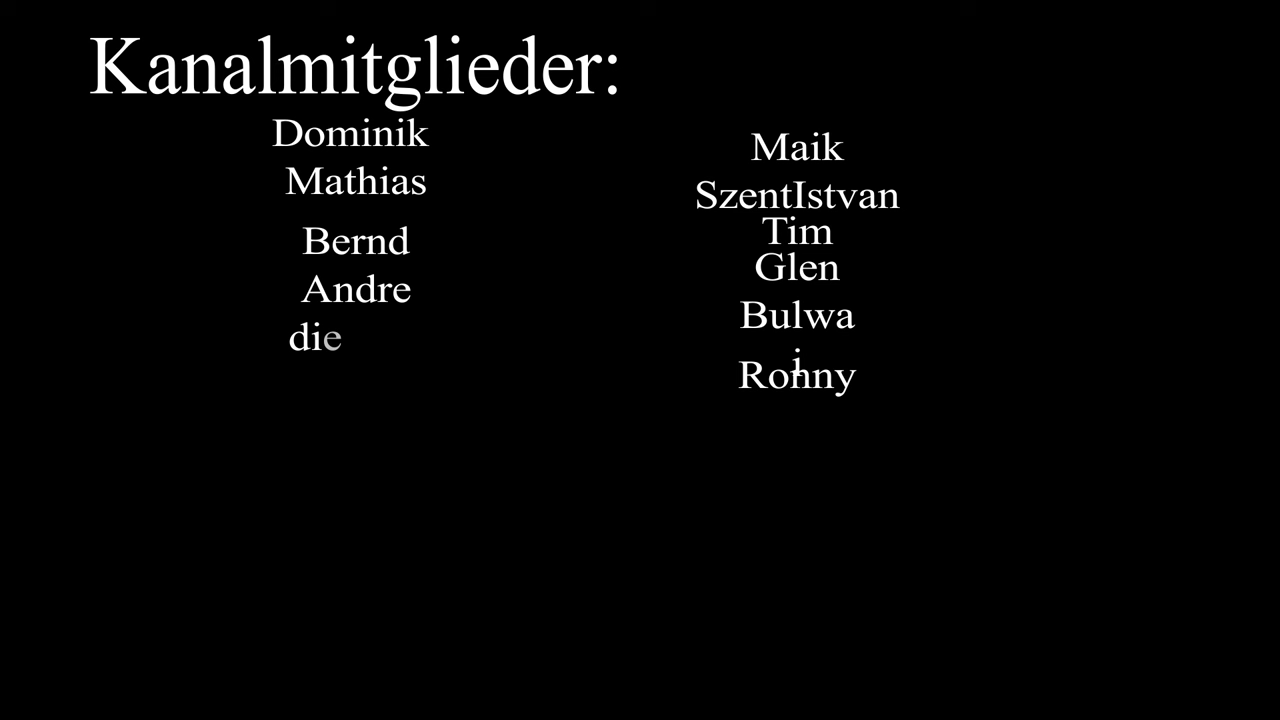 Kanalmitglieder:
Dominik
Mathias
Bernd
Andre
die
Maik
SzentIstvan
Tim
Glen
Bulwa
i
Ronny